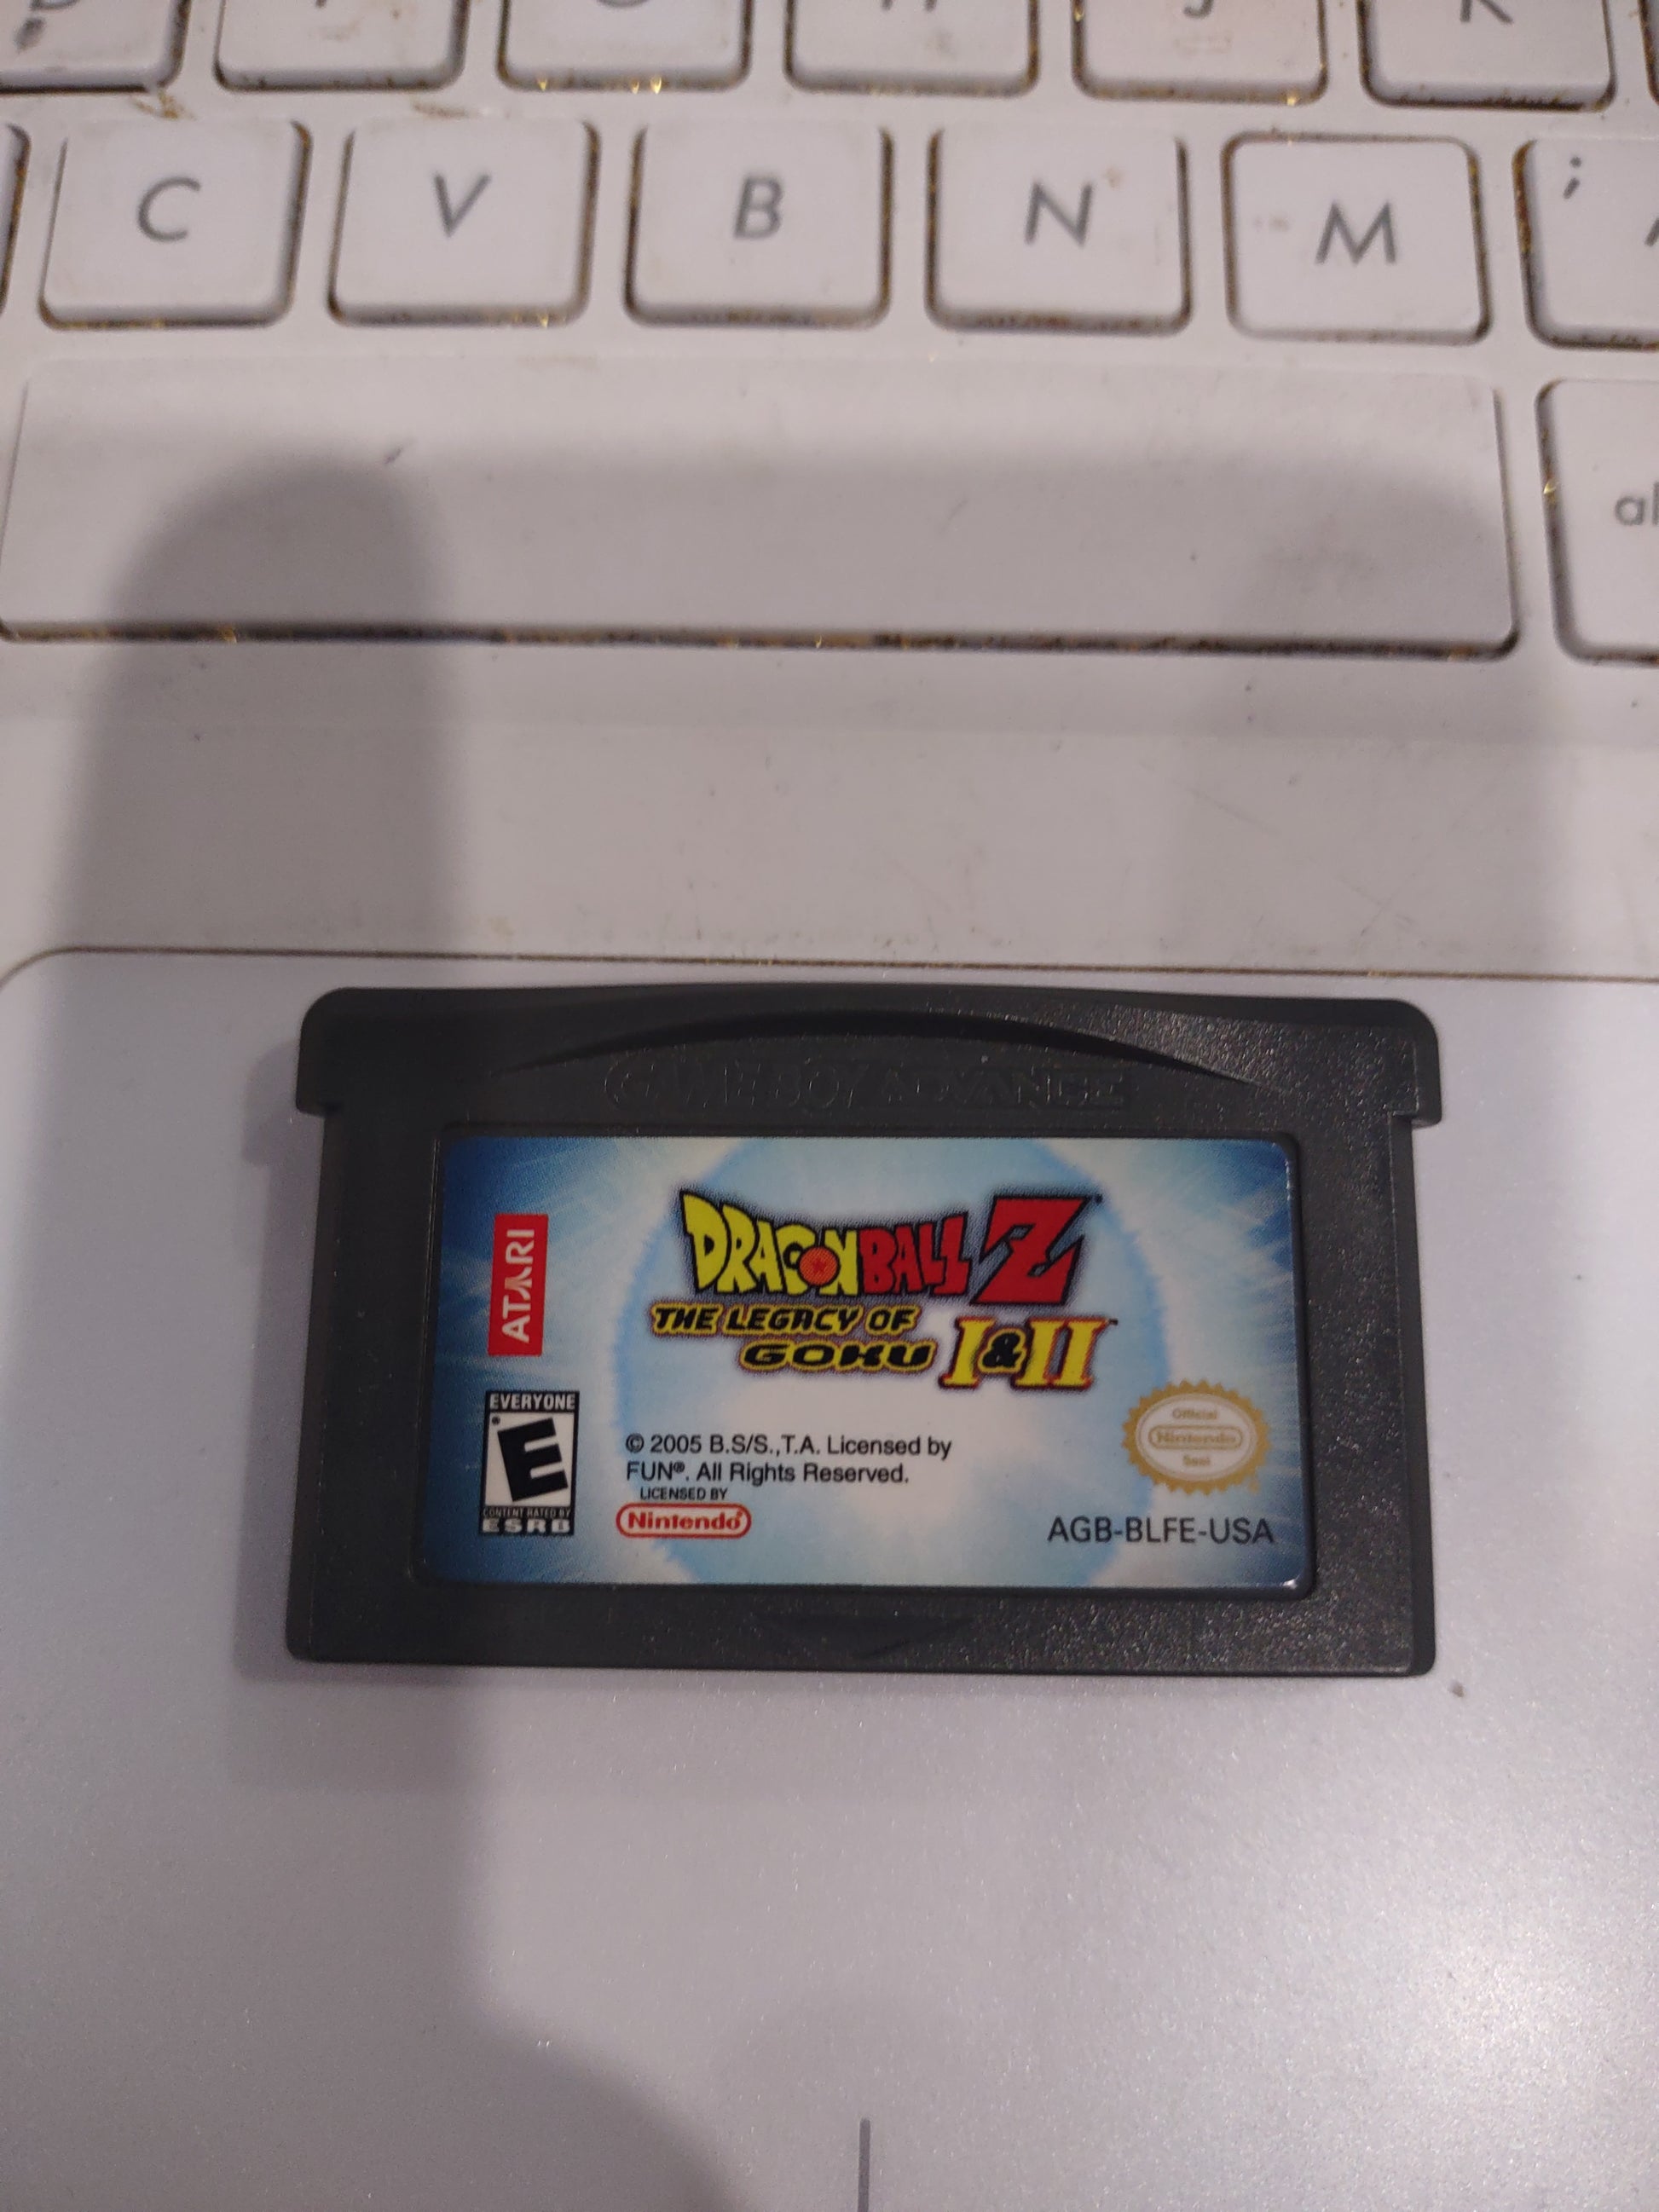 C V B N M ;
GAME BOY ADVANCE
ATARI
DRAGON BALL Z
THE LEGACY OF
GOKU I & II™
EVERYONE
E
CONTENT RATED BY
ESRB
© 2005 B.S/S.,T.A. Licensed by
FUN®. All Rights Reserved.
LICENSED BY
Nintendo®
Official
Nintendo
Seal
AGB-BLFE-USA